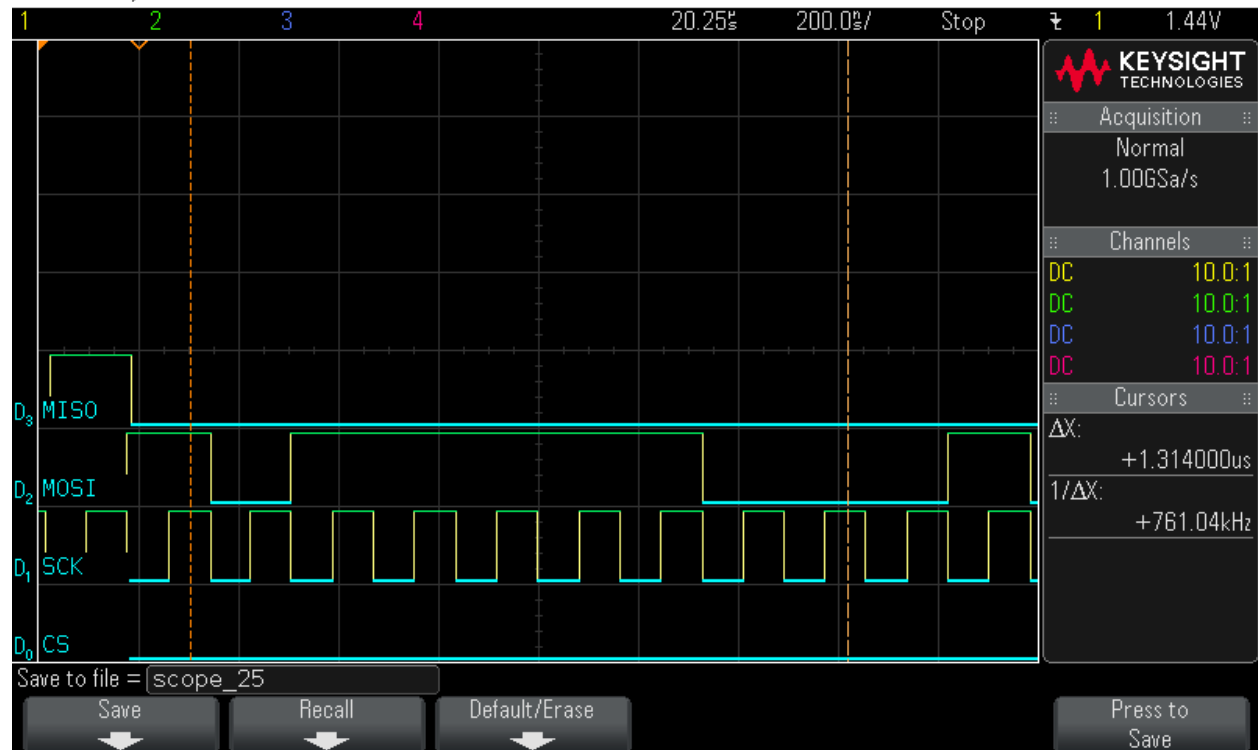 1 2 3 4 20.25µs 200.0ns/ Stop 1 1.44V
KEYSIGHT
TECHNOLOGIES
Acquisition
Normal
1.00GSa/s
Channels
DC 10.0:1
DC 10.0:1
DC 10.0:1
DC 10.0:1
Cursors
ΔX:
+1.314000us
1/ΔX:
+761.04kHz
D3 MISO
D2 MOSI
D1 SCK
D0 CS
Save to file = scope_25
Save Recall Default/Erase Press to
Save